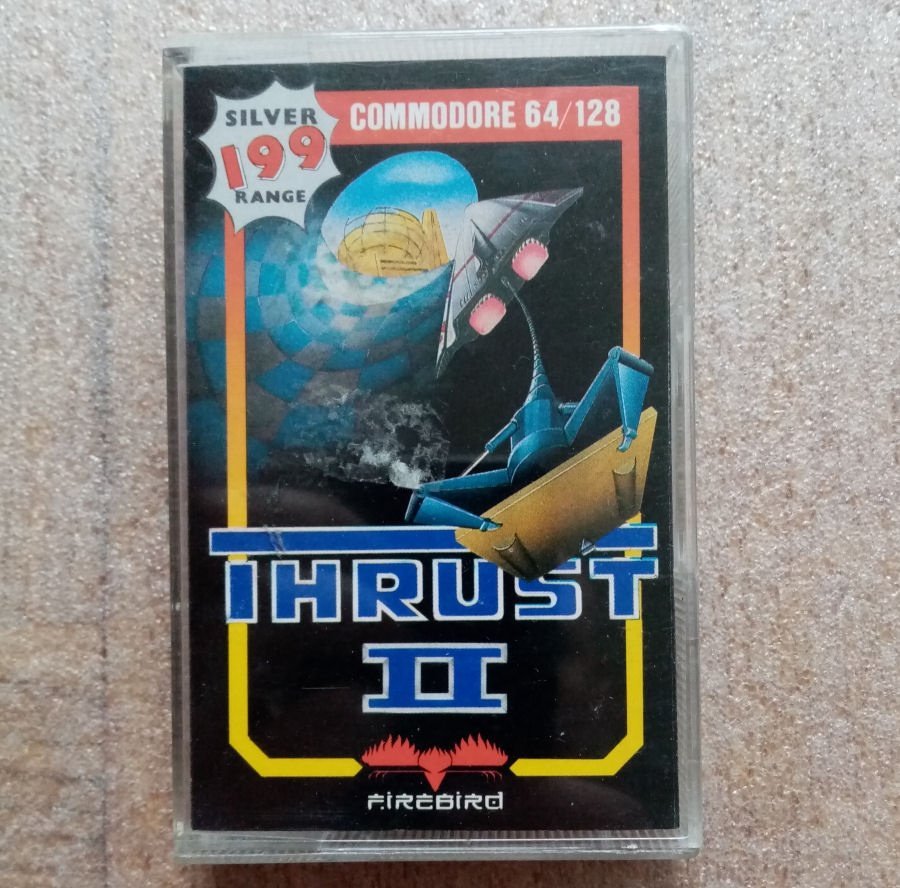 SILVER
199
RANGE
COMMODORE 64/128
THRUST
II
FIREBIRD